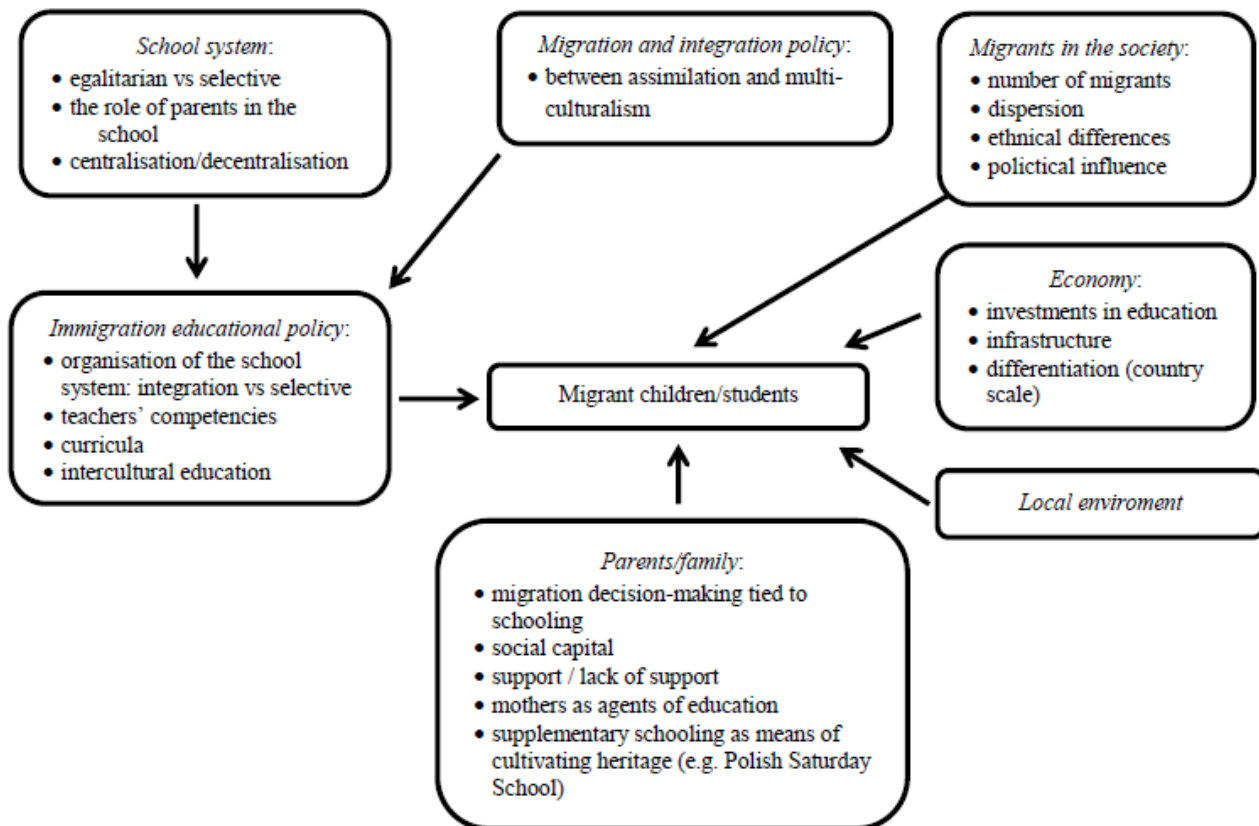 School system:
• egalitarian vs selective
• the role of parents in the
school
• centralisation/decentralisation
Migration and integration policy:
• between assimilation and multi-
culturalism
Migrants in the society:
• number of migrants
• dispersion
• ethnical differences
• polictical influence
Immigration educational policy:
• organisation of the school
system: integration vs selective
• teachers’ competencies
• curricula
• intercultural education
Migrant children/students
Economy:
• investments in education
• infrastructure
• differentiation (country
scale)
Local enviroment
Parents/family:
• migration decision-making tied to
schooling
• social capital
• support / lack of support
• mothers as agents of education
• supplementary schooling as means of
cultivating heritage (e.g. Polish Saturday
School)